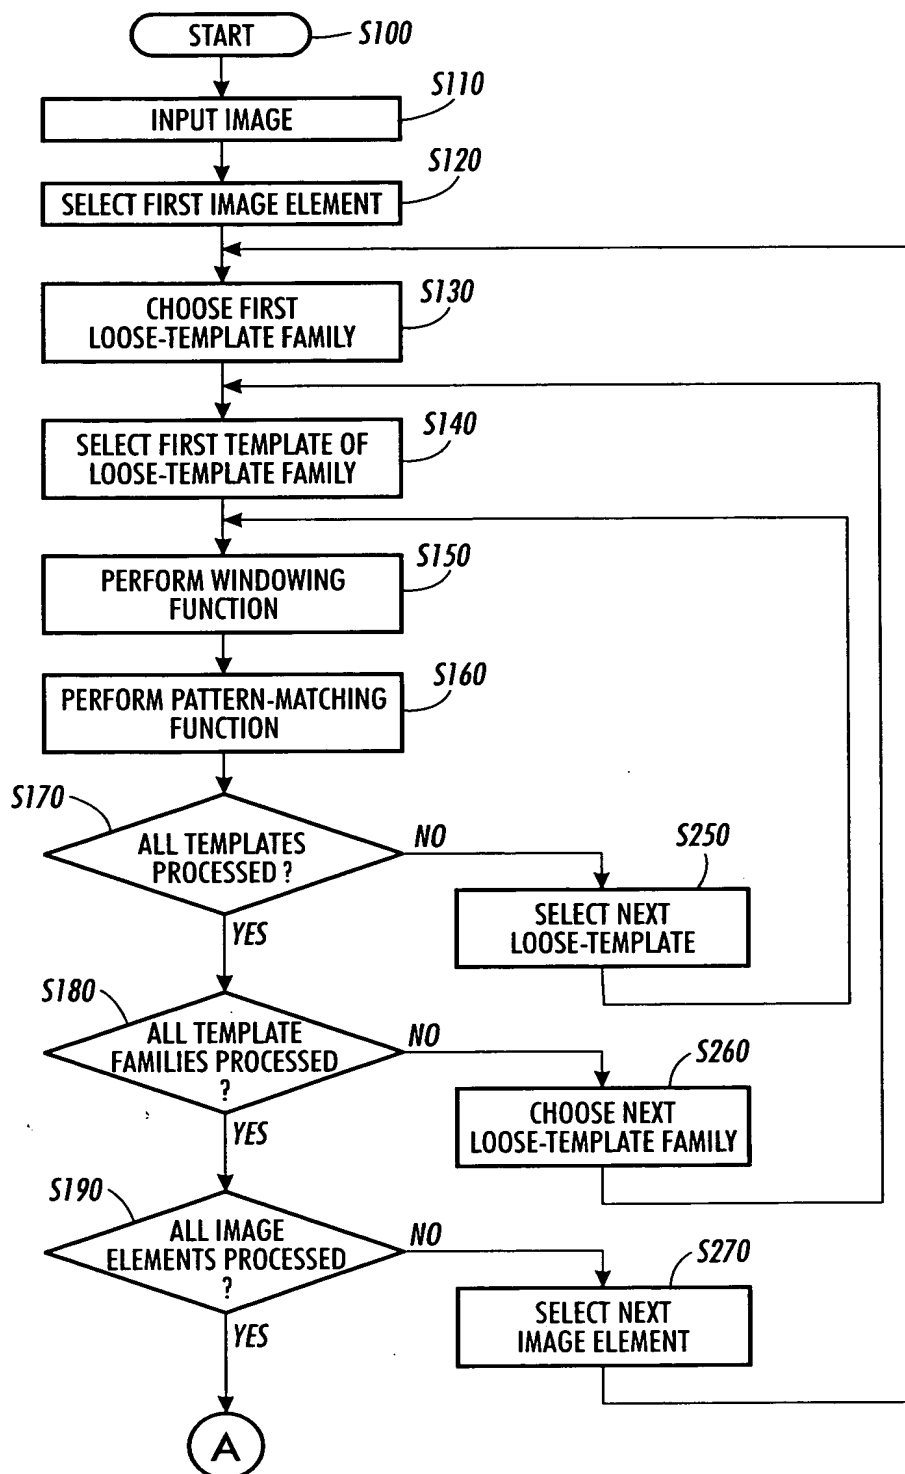 START
S100
S110
INPUT IMAGE
S120
SELECT FIRST IMAGE ELEMENT
S130
CHOOSE FIRST
LOOSE-TEMPLATE FAMILY
S140
SELECT FIRST TEMPLATE OF
LOOSE-TEMPLATE FAMILY
S150
PERFORM WINDOWING
FUNCTION
S160
PERFORM PATTERN-MATCHING
FUNCTION
S170
ALL TEMPLATES
PROCESSED ?
NO
S250
SELECT NEXT
LOOSE-TEMPLATE
YES
S180
ALL TEMPLATE
FAMILIES PROCESSED
?
NO
S260
CHOOSE NEXT
LOOSE-TEMPLATE FAMILY
YES
S190
ALL IMAGE
ELEMENTS PROCESSED
?
NO
S270
SELECT NEXT
IMAGE ELEMENT
YES
A